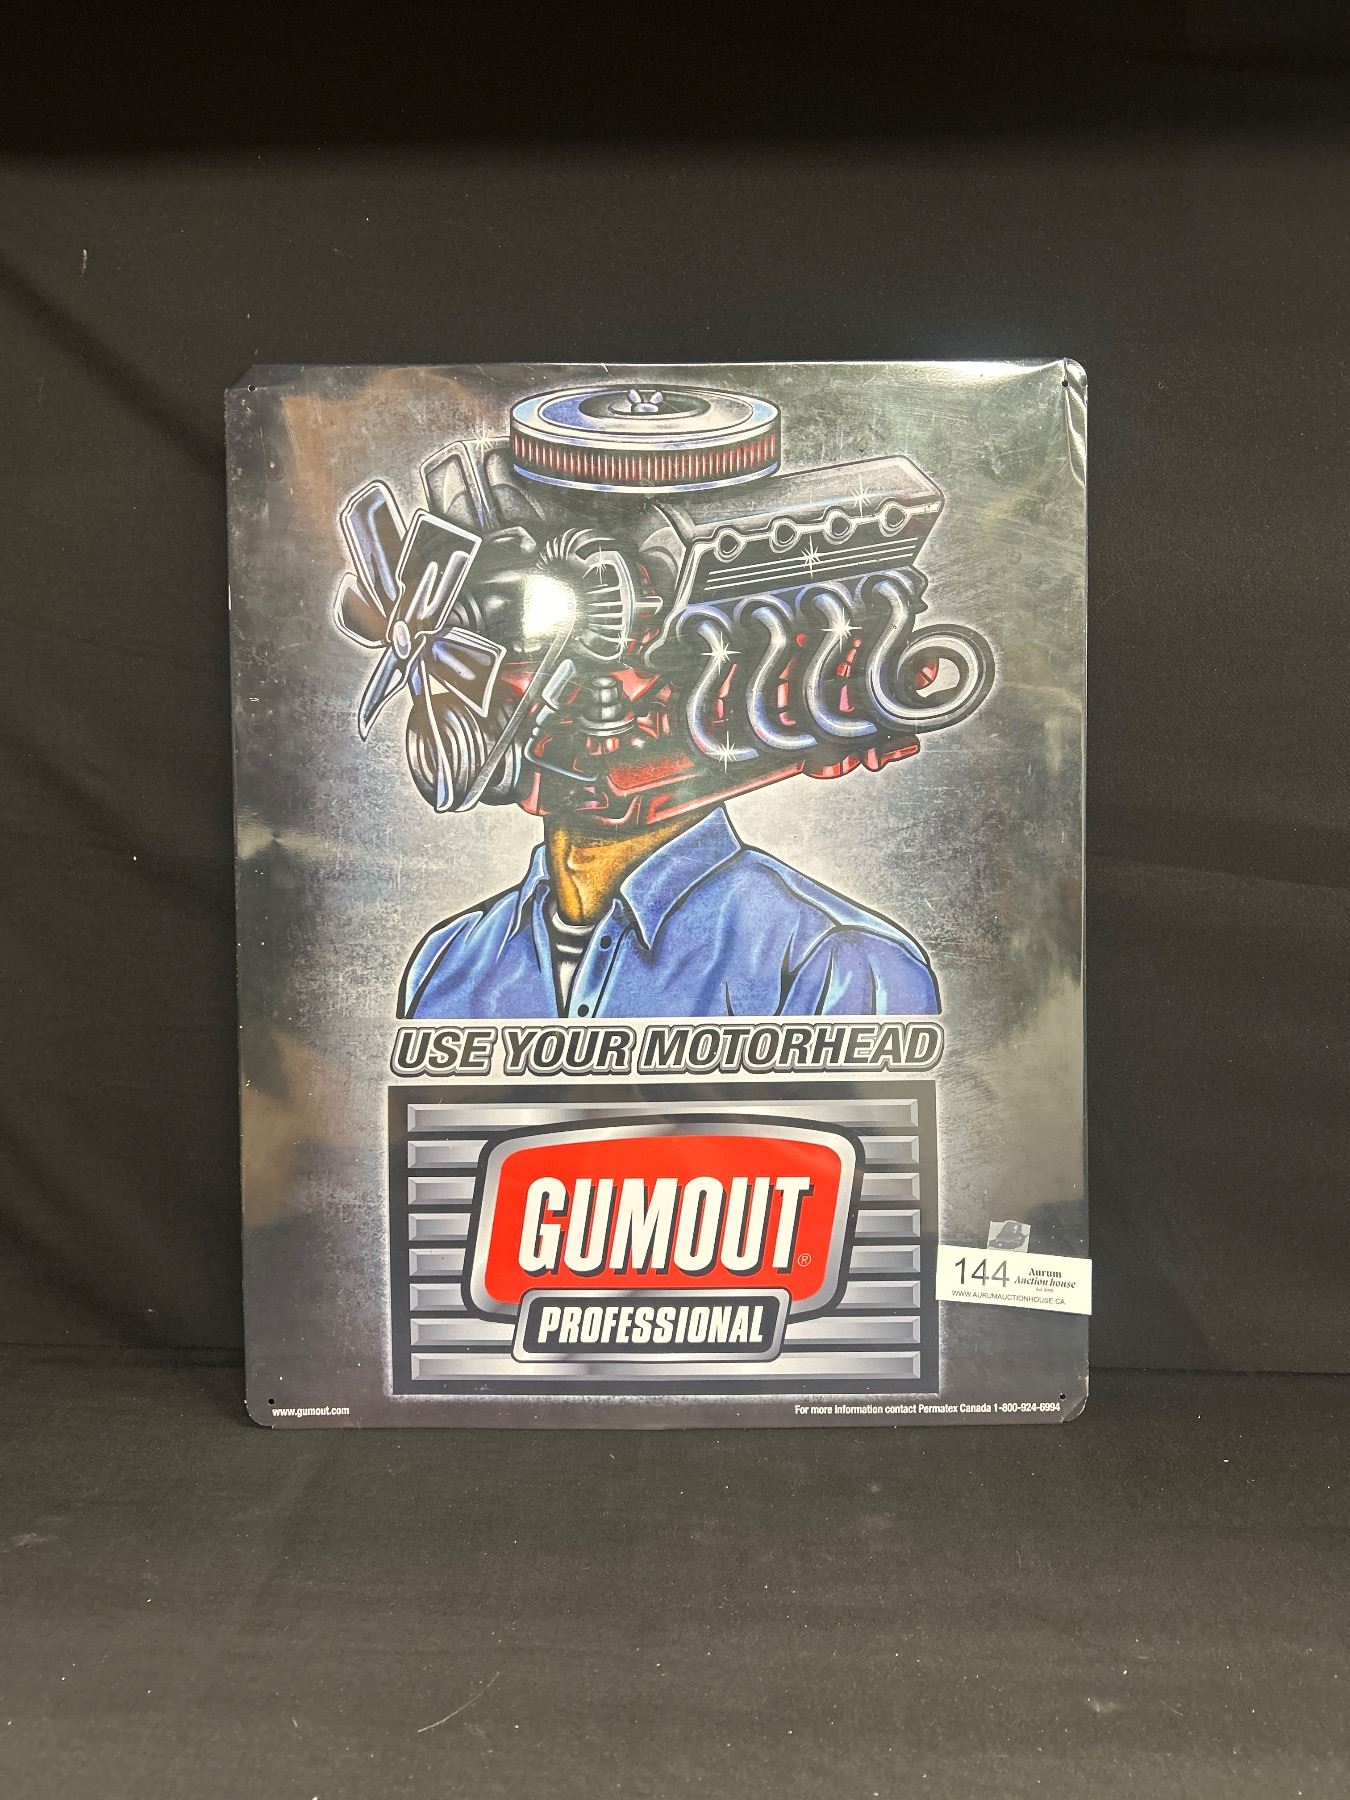 USE YOUR MOTORHEAD
GUMOUT®
PROFESSIONAL
144 Aurum
Auction house
WWW.AURUMAUCTIONHOUSE.CA
www.gumout.com
For more information contact Permatex Canada 1-800-924-6994